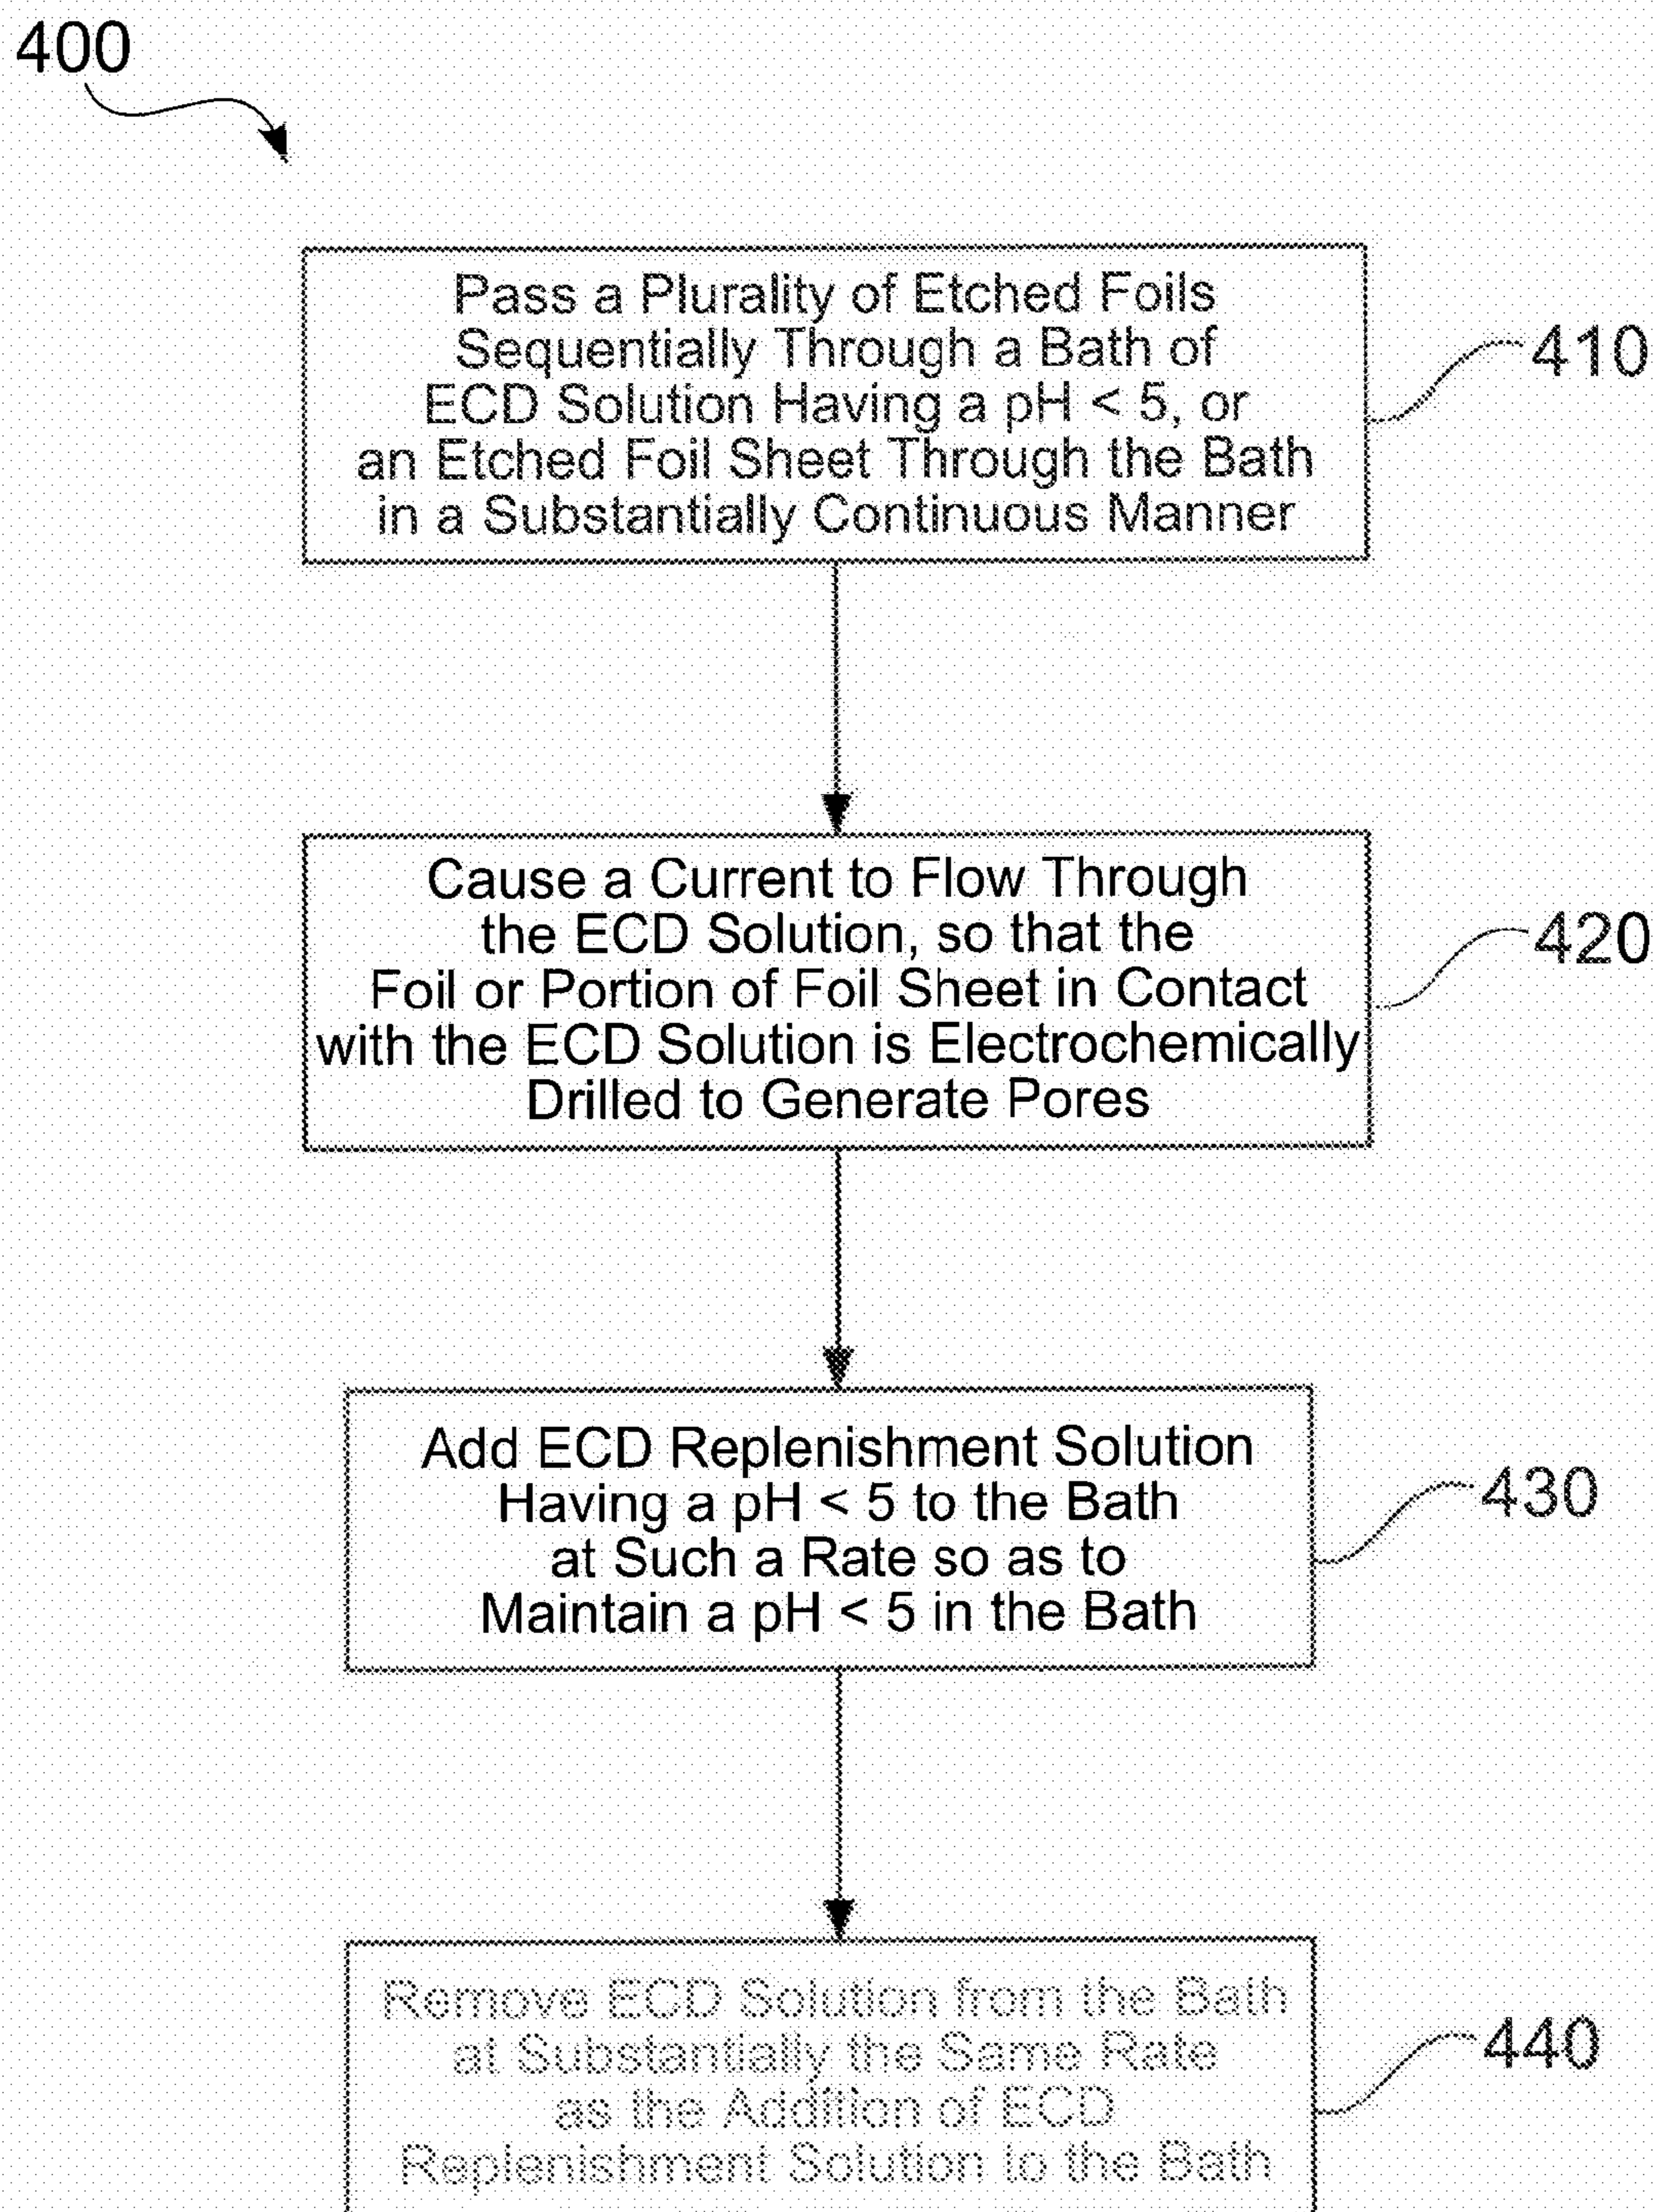 400
Pass a Plurality of Etched Foils
Sequentially Through a Bath of
ECD Solution Having a pH < 5, or
an Etched Foil Sheet Through the Bath
in a Substantially Continuous Manner
410
Cause a Current to Flow Through
the ECD Solution, so that the
Foil or Portion of Foil Sheet in Contact
with the ECD Solution is Electrochemically
Drilled to Generate Pores
420
Add ECD Replenishment Solution
Having a pH < 5 to the Bath
at Such a Rate so as to
Maintain a pH < 5 in the Bath
430
Remove ECD Solution from the Bath
at Substantially the Same Rate
as the Addition of ECD
Replenishment Solution to the Bath
440